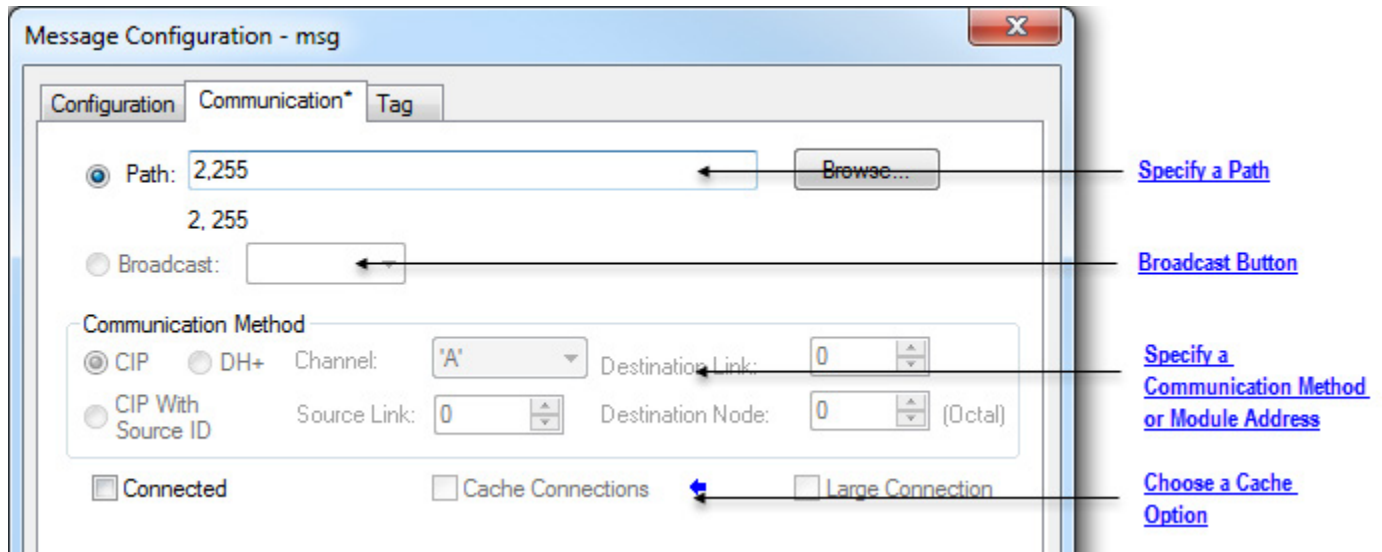 Message Configuration - msg
X
Configuration
Communication*
Tag
Path:
2,255
Browse...
Specify a Path
2, 255
Broadcast:
Broadcast Button
Communication Method
CIP
DH+
Channel:
'A'
Destination Link:
0
CIP With
Source ID
Source Link:
0
Destination Node:
0
(Octal)
Specify a
Communication Method
or Module Address
Connected
Cache Connections
Large Connection
Choose a Cache
Option